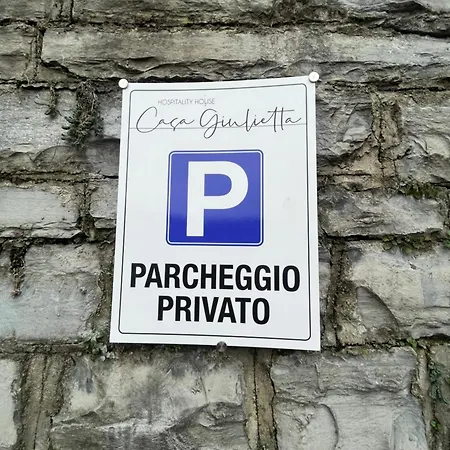 HOSPITALITY HOUSE
Casa Giulietta
P
PARCHEGGIO
PRIVATO